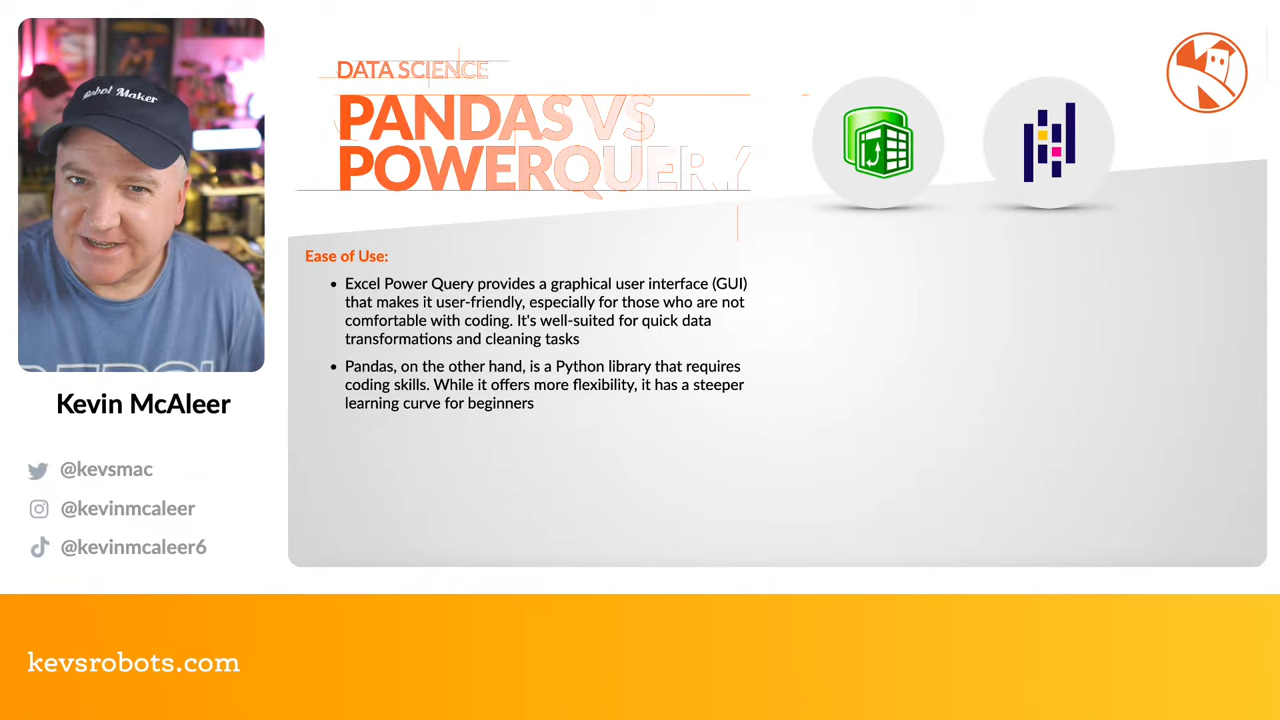 Robot Maker
DATA SCIENCE
PANDAS VS
POWERQUERY
Ease of Use:
• Excel Power Query provides a graphical user interface (GUI)
that makes it user-friendly, especially for those who are not
comfortable with coding. It's well-suited for quick data
transformations and cleaning tasks
• Pandas, on the other hand, is a Python library that requires
coding skills. While it offers more flexibility, it has a steeper
learning curve for beginners
Kevin McAleer
@kevsmac
@kevinmcaleer
@kevinmcaleer6
kevsrobots.com